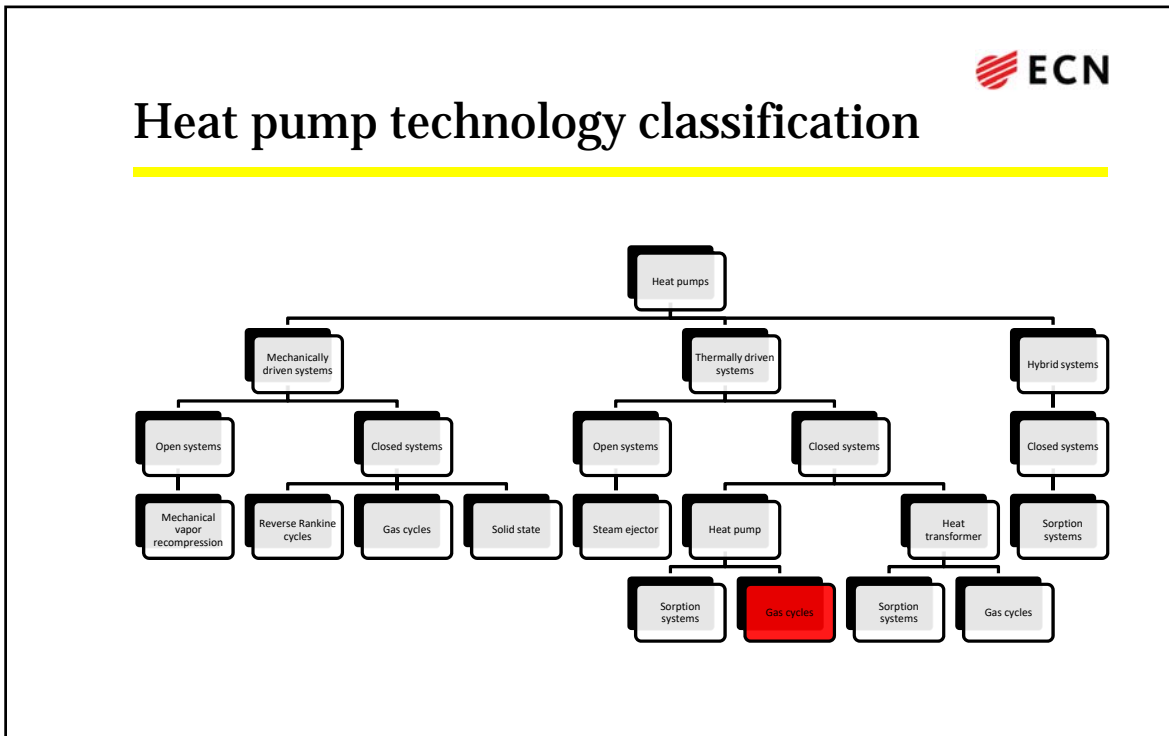 ECN
Heat pump technology classification
Heat pumps
Mechanically
driven systems
Thermally driven
systems
Hybrid systems
Open systems
Closed systems
Open systems
Closed systems
Closed systems
Mechanical
vapor
recompression
Reverse Rankine
cycles
Gas cycles
Solid state
Steam ejector
Heat pump
Heat
transformer
Sorption
systems
Sorption
systems
Gas cycles
Sorption
systems
Gas cycles